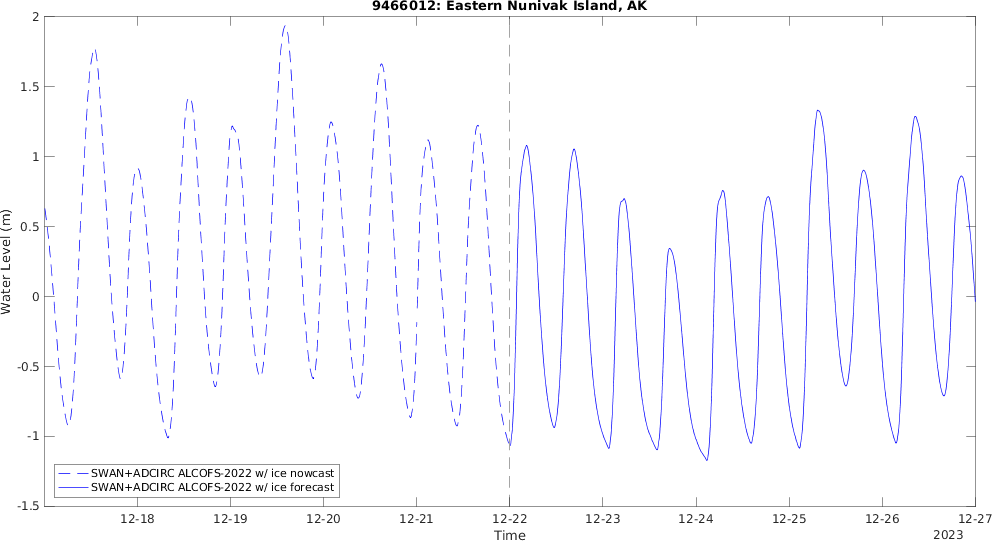 9466012: Eastern Nunivak Island, AK
2
1.5
1
0.5
0
-0.5
-1
-1.5
Water Level (m)
SWAN+ADCIRC ALCOFS-2022 w/ ice nowcast
SWAN+ADCIRC ALCOFS-2022 w/ ice forecast
12-18 12-19 12-20 12-21 12-22 12-23 12-24 12-25 12-26 12-27
Time
2023